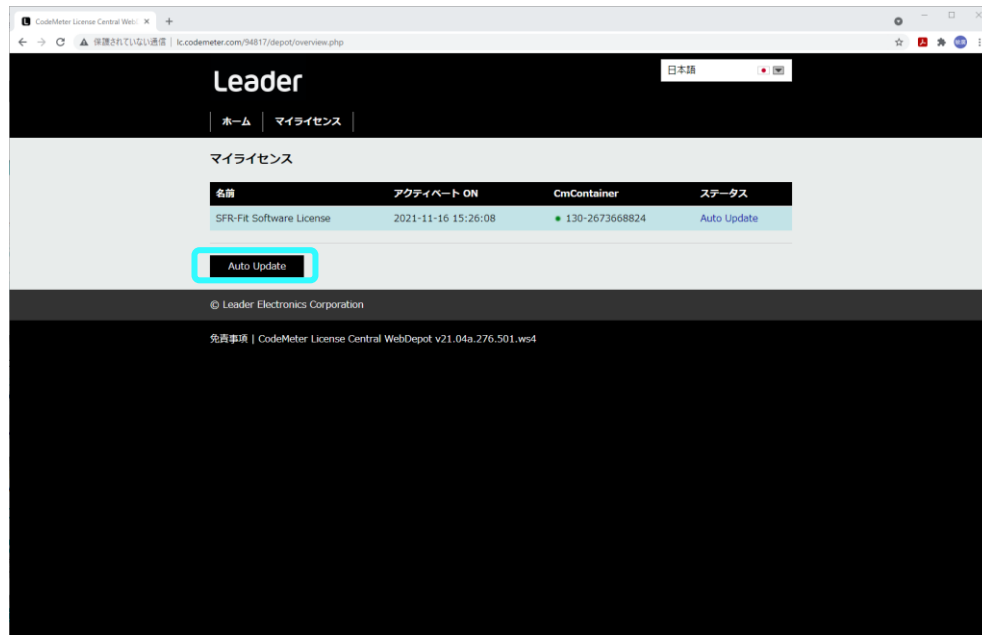 CodeMeter License Central Web
保護されていない通信 | lc.codemeter.com/94817/depot/overview.php
Leader
日本語
ホーム マイライセンス
マイライセンス
名前 アクティベート ON CmContainer ステータス
SFR-Fit Software License 2021-11-16 15:26:08 130-2673668824 Auto Update
Auto Update
© Leader Electronics Corporation
免責事項 | CodeMeter License Central WebDepot v21.04a.276.501.ws4